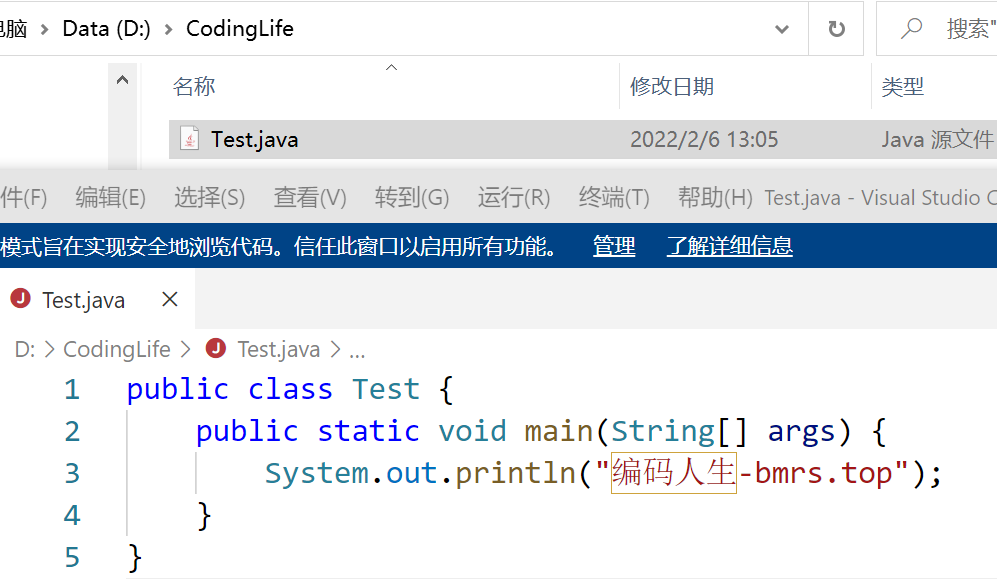 电脑 > Data (D:) > CodingLife 搜索"
名称 修改日期 类型
Test.java 2022/2/6 13:05 Java 源文件
件(F) 编辑(E) 选择(S) 查看(V) 转到(G) 运行(R) 终端(T) 帮助(H) Test.java - Visual Studio C
模式旨在实现安全地浏览代码。信任此窗口以启用所有功能。 管理 了解详细信息
J Test.java ×
D: > CodingLife > J Test.java > ...
1 public class Test {
2 public static void main(String[] args) {
3 System.out.println("编码人生-bmrs.top");
4 }
5 }